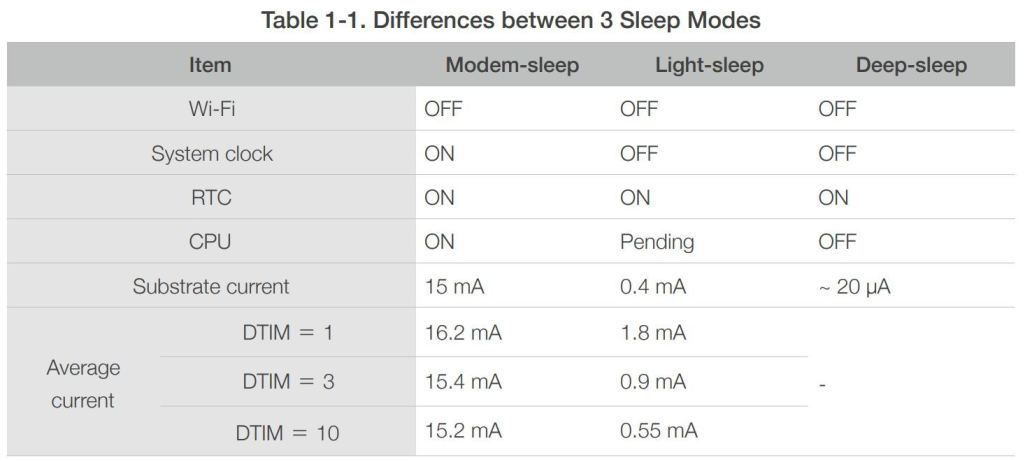 Table 1-1. Differences between 3 Sleep Modes
Item Modem-sleep Light-sleep Deep-sleep
Wi-Fi OFF OFF OFF
System clock ON OFF OFF
RTC ON ON ON
CPU ON Pending OFF
Substrate current 15 mA 0.4 mA ~ 20 μA
Average current
DTIM = 1 16.2 mA 1.8 mA
DTIM = 3 15.4 mA 0.9 mA -
DTIM = 10 15.2 mA 0.55 mA